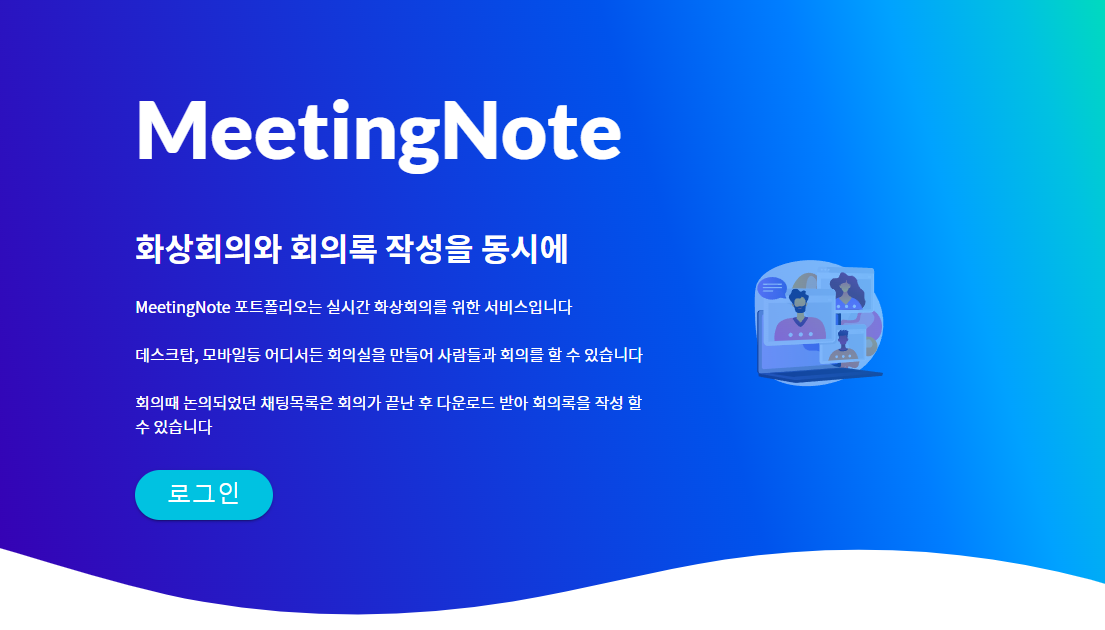 MeetingNote
화상회의와 회의록 작성을 동시에
MeetingNote 포트폴리오는 실시간 화상회의를 위한 서비스입니다
데스크탑, 모바일등 어디서든 회의실을 만들어 사람들과 회의를 할 수 있습니다
회의때 논의되었던 채팅목록은 회의가 끝난 후 다운로드 받아 회의록을 작성 할
수 있습니다
로그인